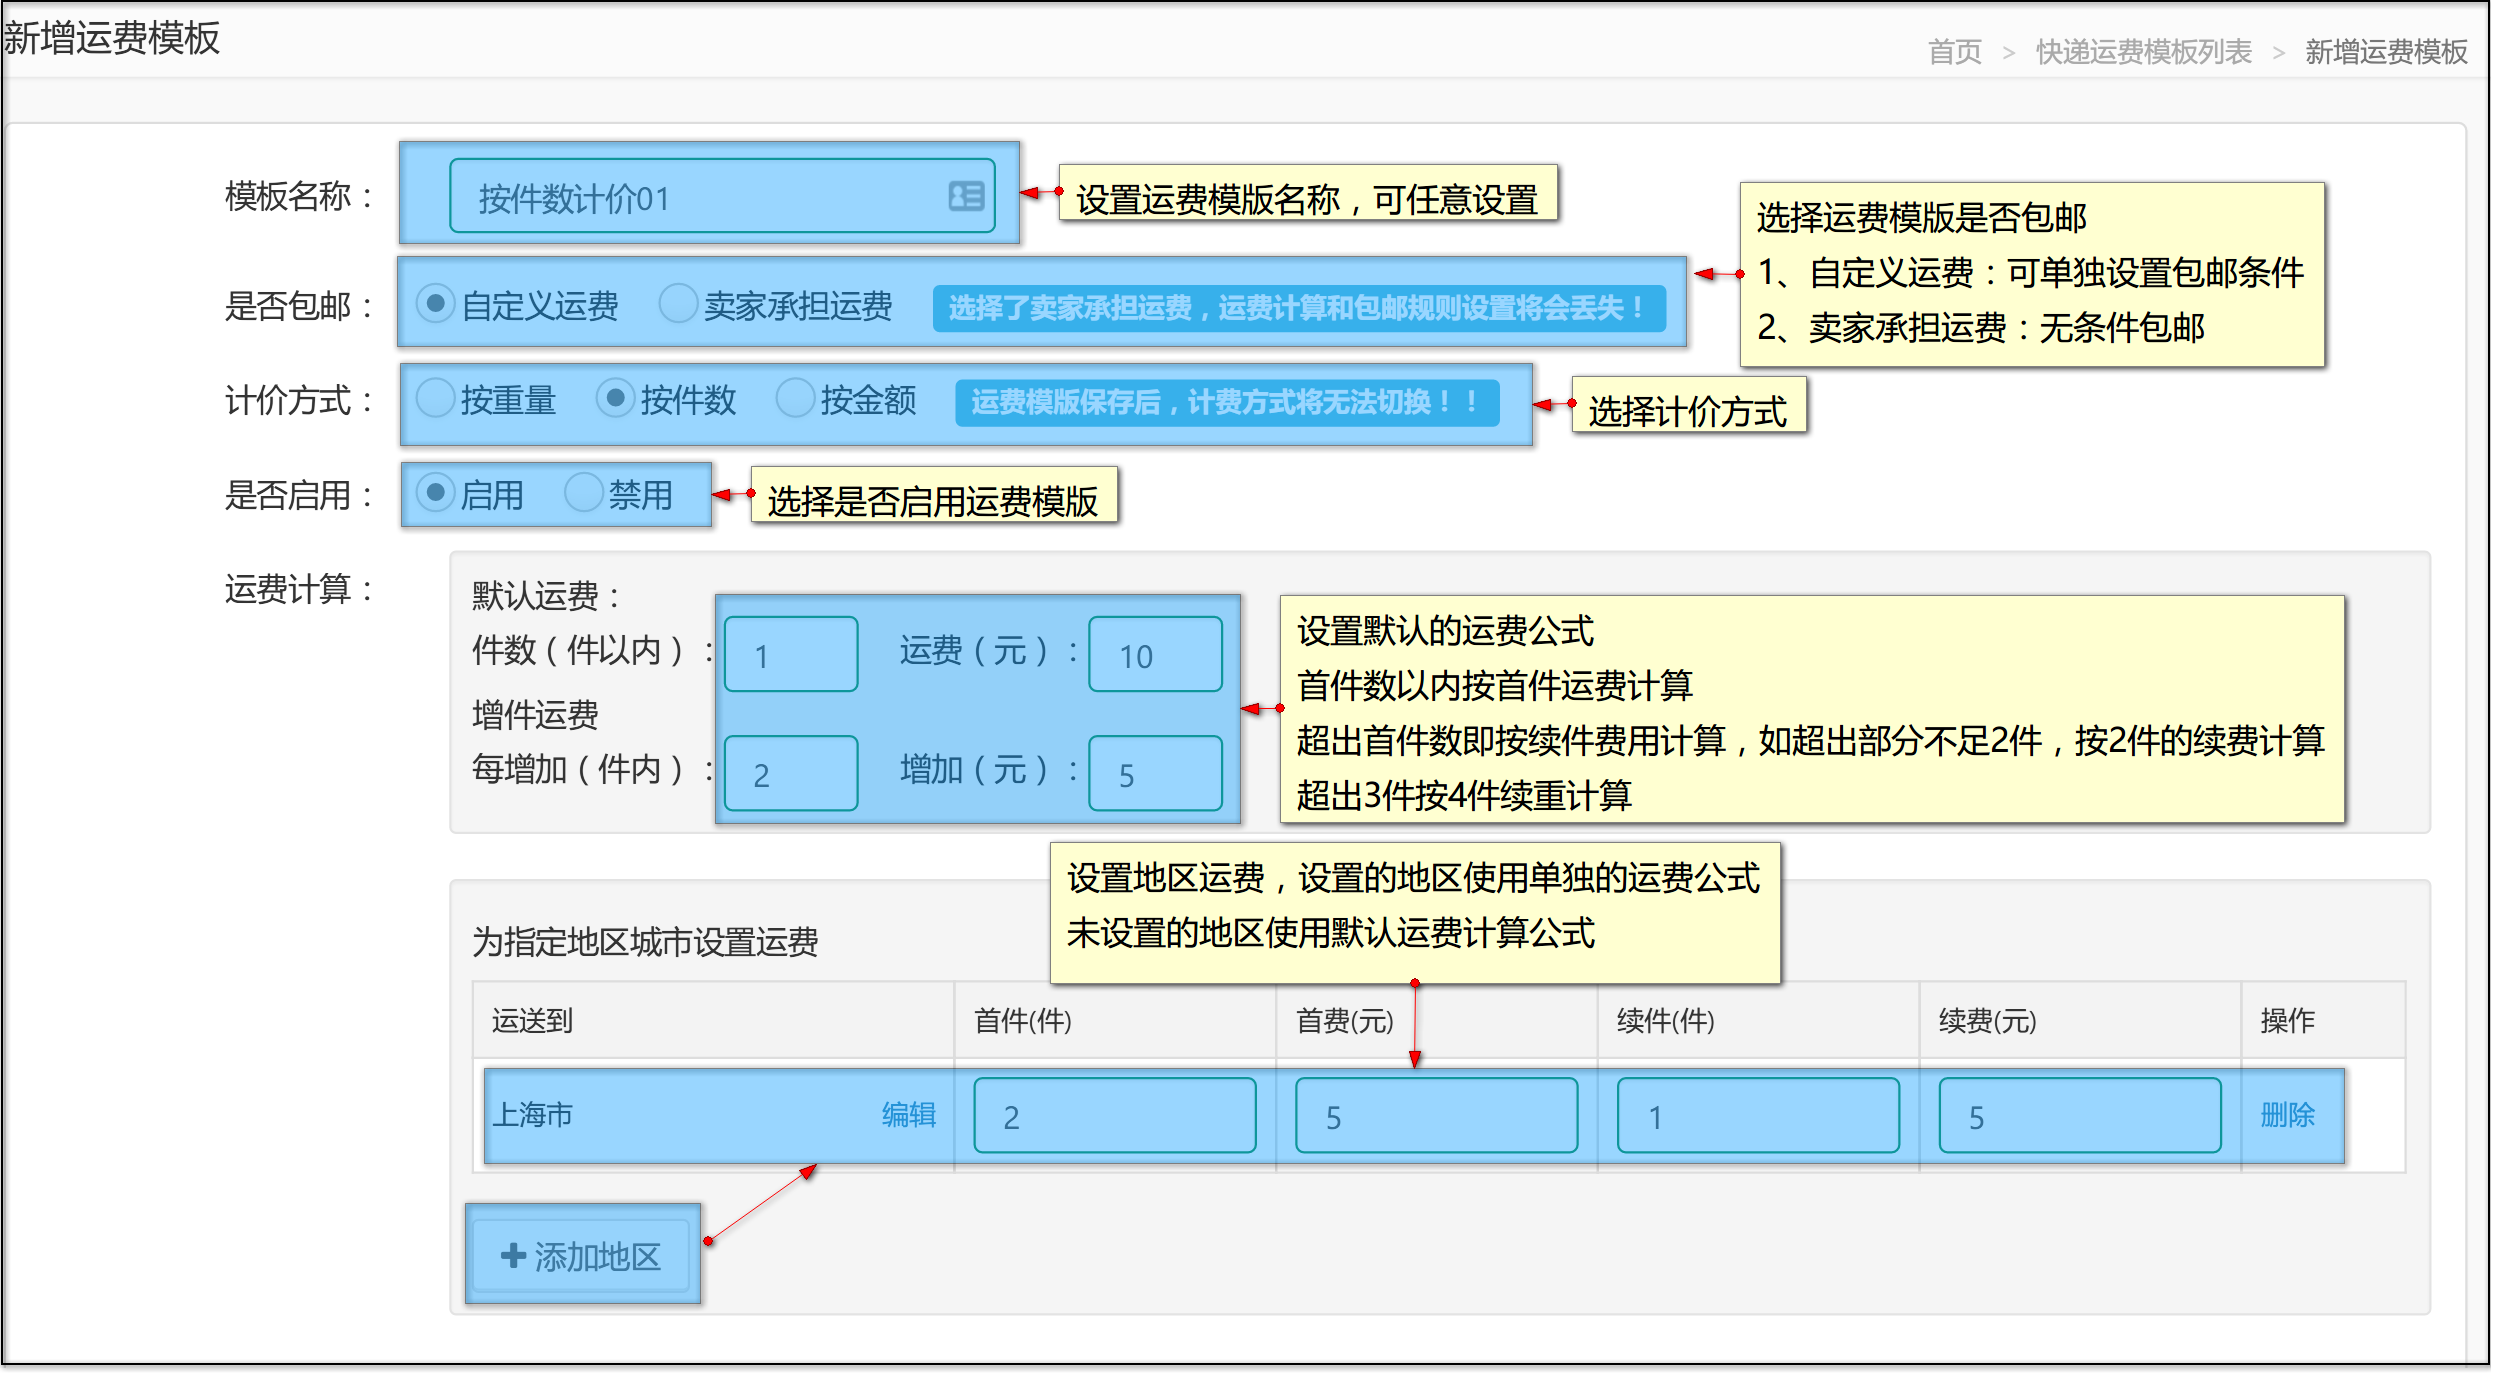 新增运费模板
首页 > 快递运费模板列表 > 新增运费模板
模板名称：
按件数计价01
设置运费模版名称，可任意设置
选择运费模版是否包邮
1、自定义运费：可单独设置包邮条件
2、卖家承担运费：无条件包邮
是否包邮：
自定义运费 卖家承担运费 选择了卖家承担运费，运费计算和包邮规则设置将会丢失！
计价方式：
按重量 按件数 按金额 运费模版保存后，计费方式将无法切换！！
选择计价方式
是否启用：
启用 禁用
选择是否启用运费模版
运费计算：
默认运费：
件数（件以内）： 1 运费（元）： 10
增件运费
每增加（件内）： 2 增加（元）： 5
设置默认的运费公式
首件数以内按首件运费计算
超出首件数即按续件费用计算，如超出部分不足2件，按2件的续费计算
超出3件按4件续重计算
设置地区运费，设置的地区使用单独的运费公式
未设置的地区使用默认运费计算公式
为指定地区城市设置运费
运送到 首件(件) 首费(元) 续件(件) 续费(元) 操作
上海市 编辑 2 5 1 5 删除
添加地区